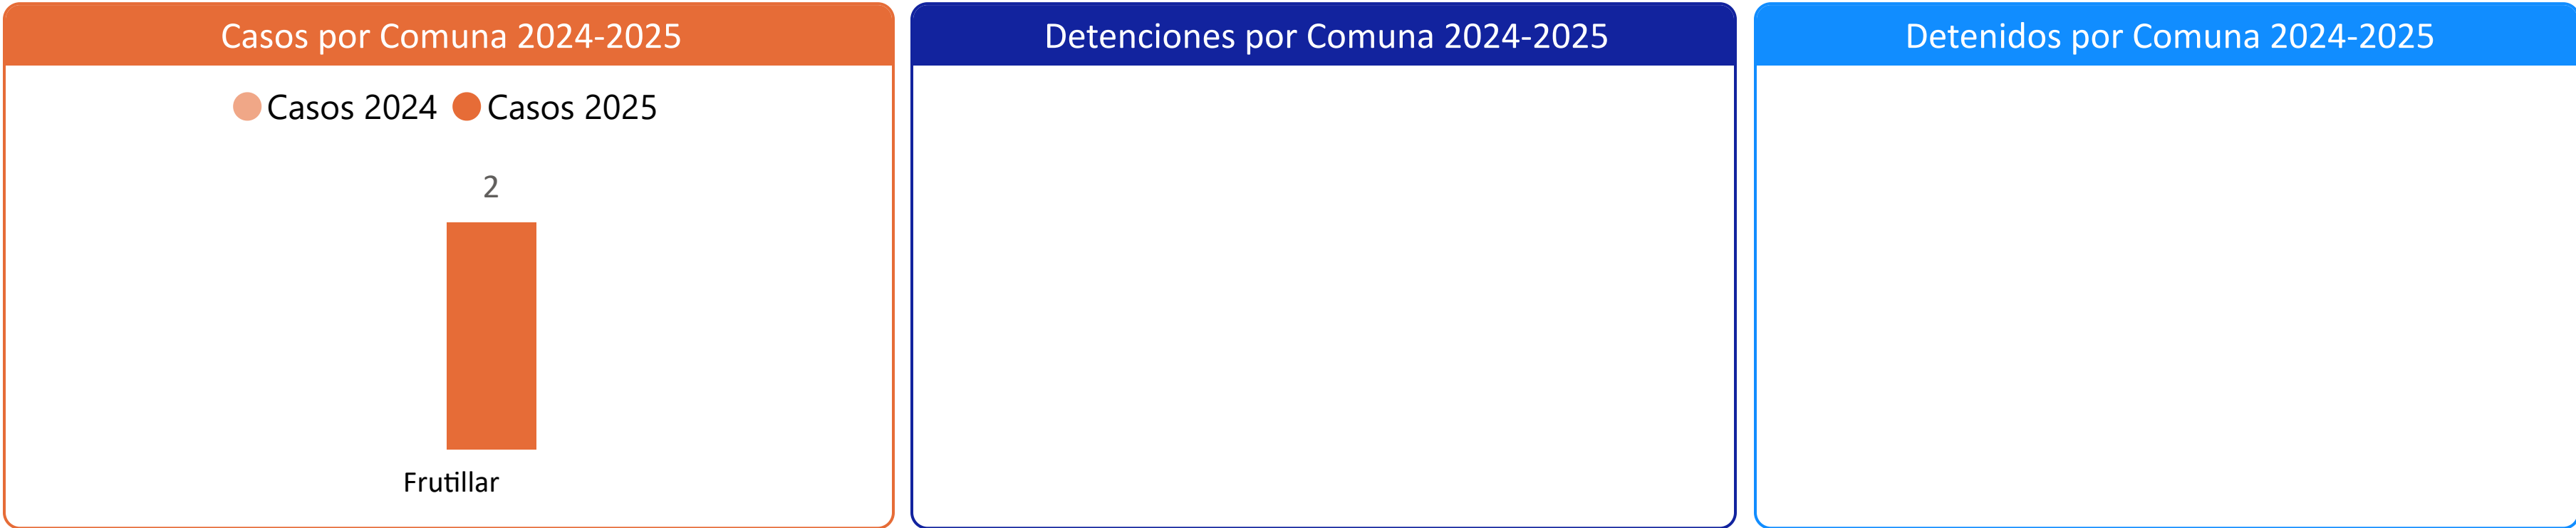 Casos por Comuna 2024-2025
Casos 2024 Casos 2025
2
Frutillar
Detenciones por Comuna 2024-2025
Detenidos por Comuna 2024-2025